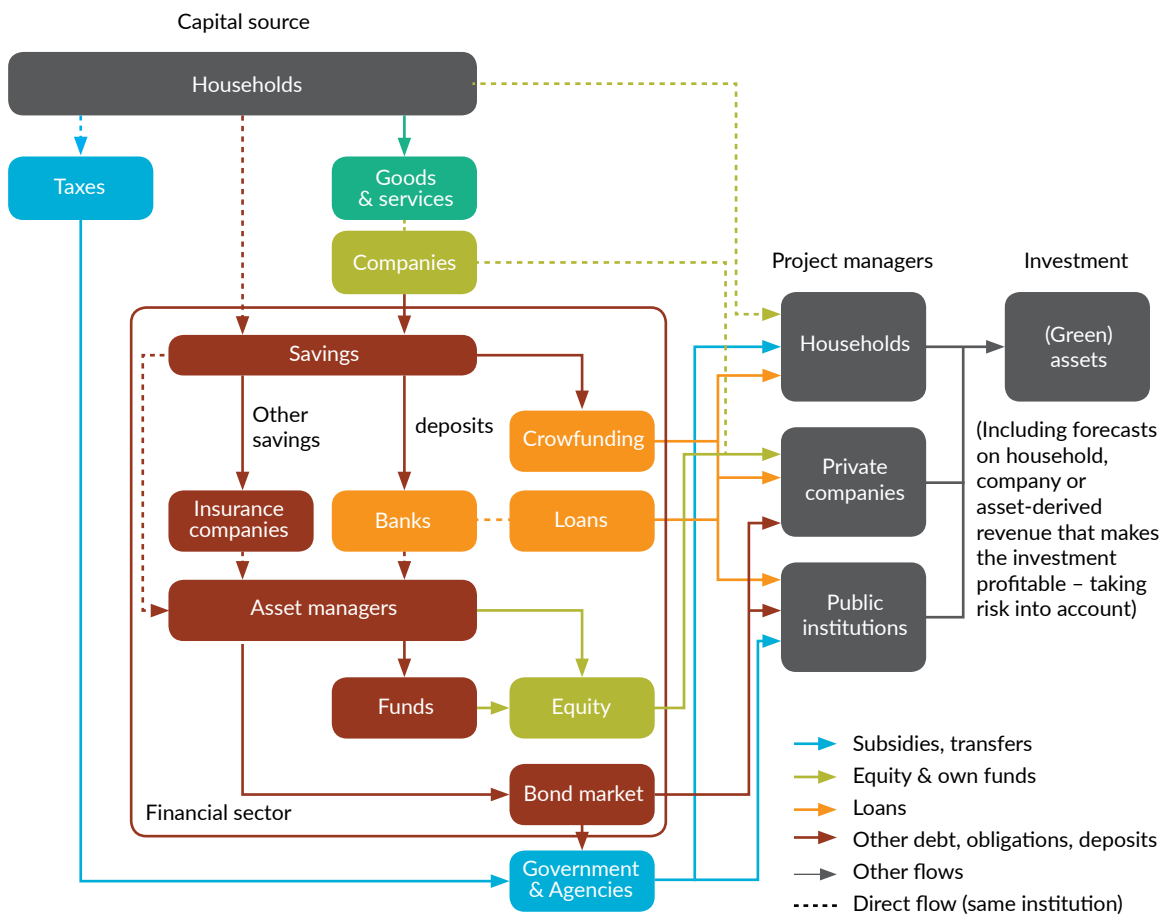 Capital source
Households
Taxes
Goods
& services
Companies
Project managers
Investment
Households
(Green)
assets
Savings
Other
savings
deposits
Crowfunding
(Including forecasts
on household,
company or
asset-derived
revenue that makes
the investment
profitable – taking
risk into account)
Private
companies
Insurance
companies
Banks
Loans
Asset managers
Public
institutions
Funds
Equity
Bond market
Financial sector
Government
& Agencies
Subsidies, transfers
Equity & own funds
Loans
Other debt, obligations, deposits
Other flows
Direct flow (same institution)